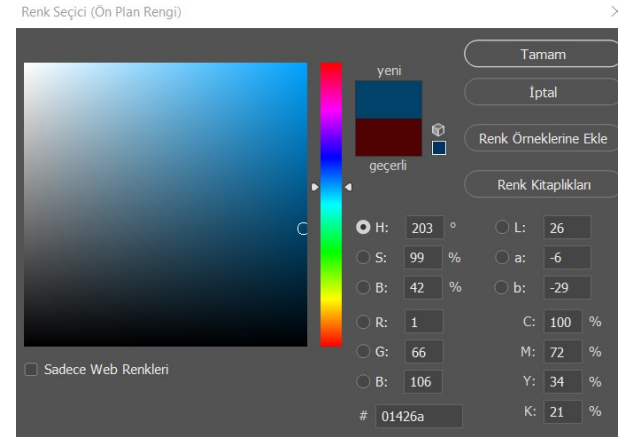 Renk Seçici (Ön Plan Rengi)
yeni
geçerli
Tamam
İptal
Renk Örneklerine Ekle
Renk Kitaplıkları
H: 203 °
S: 99 %
B: 42 %
R: 1
G: 66
B: 106
# 01426a
L: 26
a: -6
b: -29
C: 100 %
M: 72 %
Y: 34 %
K: 21 %
Sadece Web Renkleri